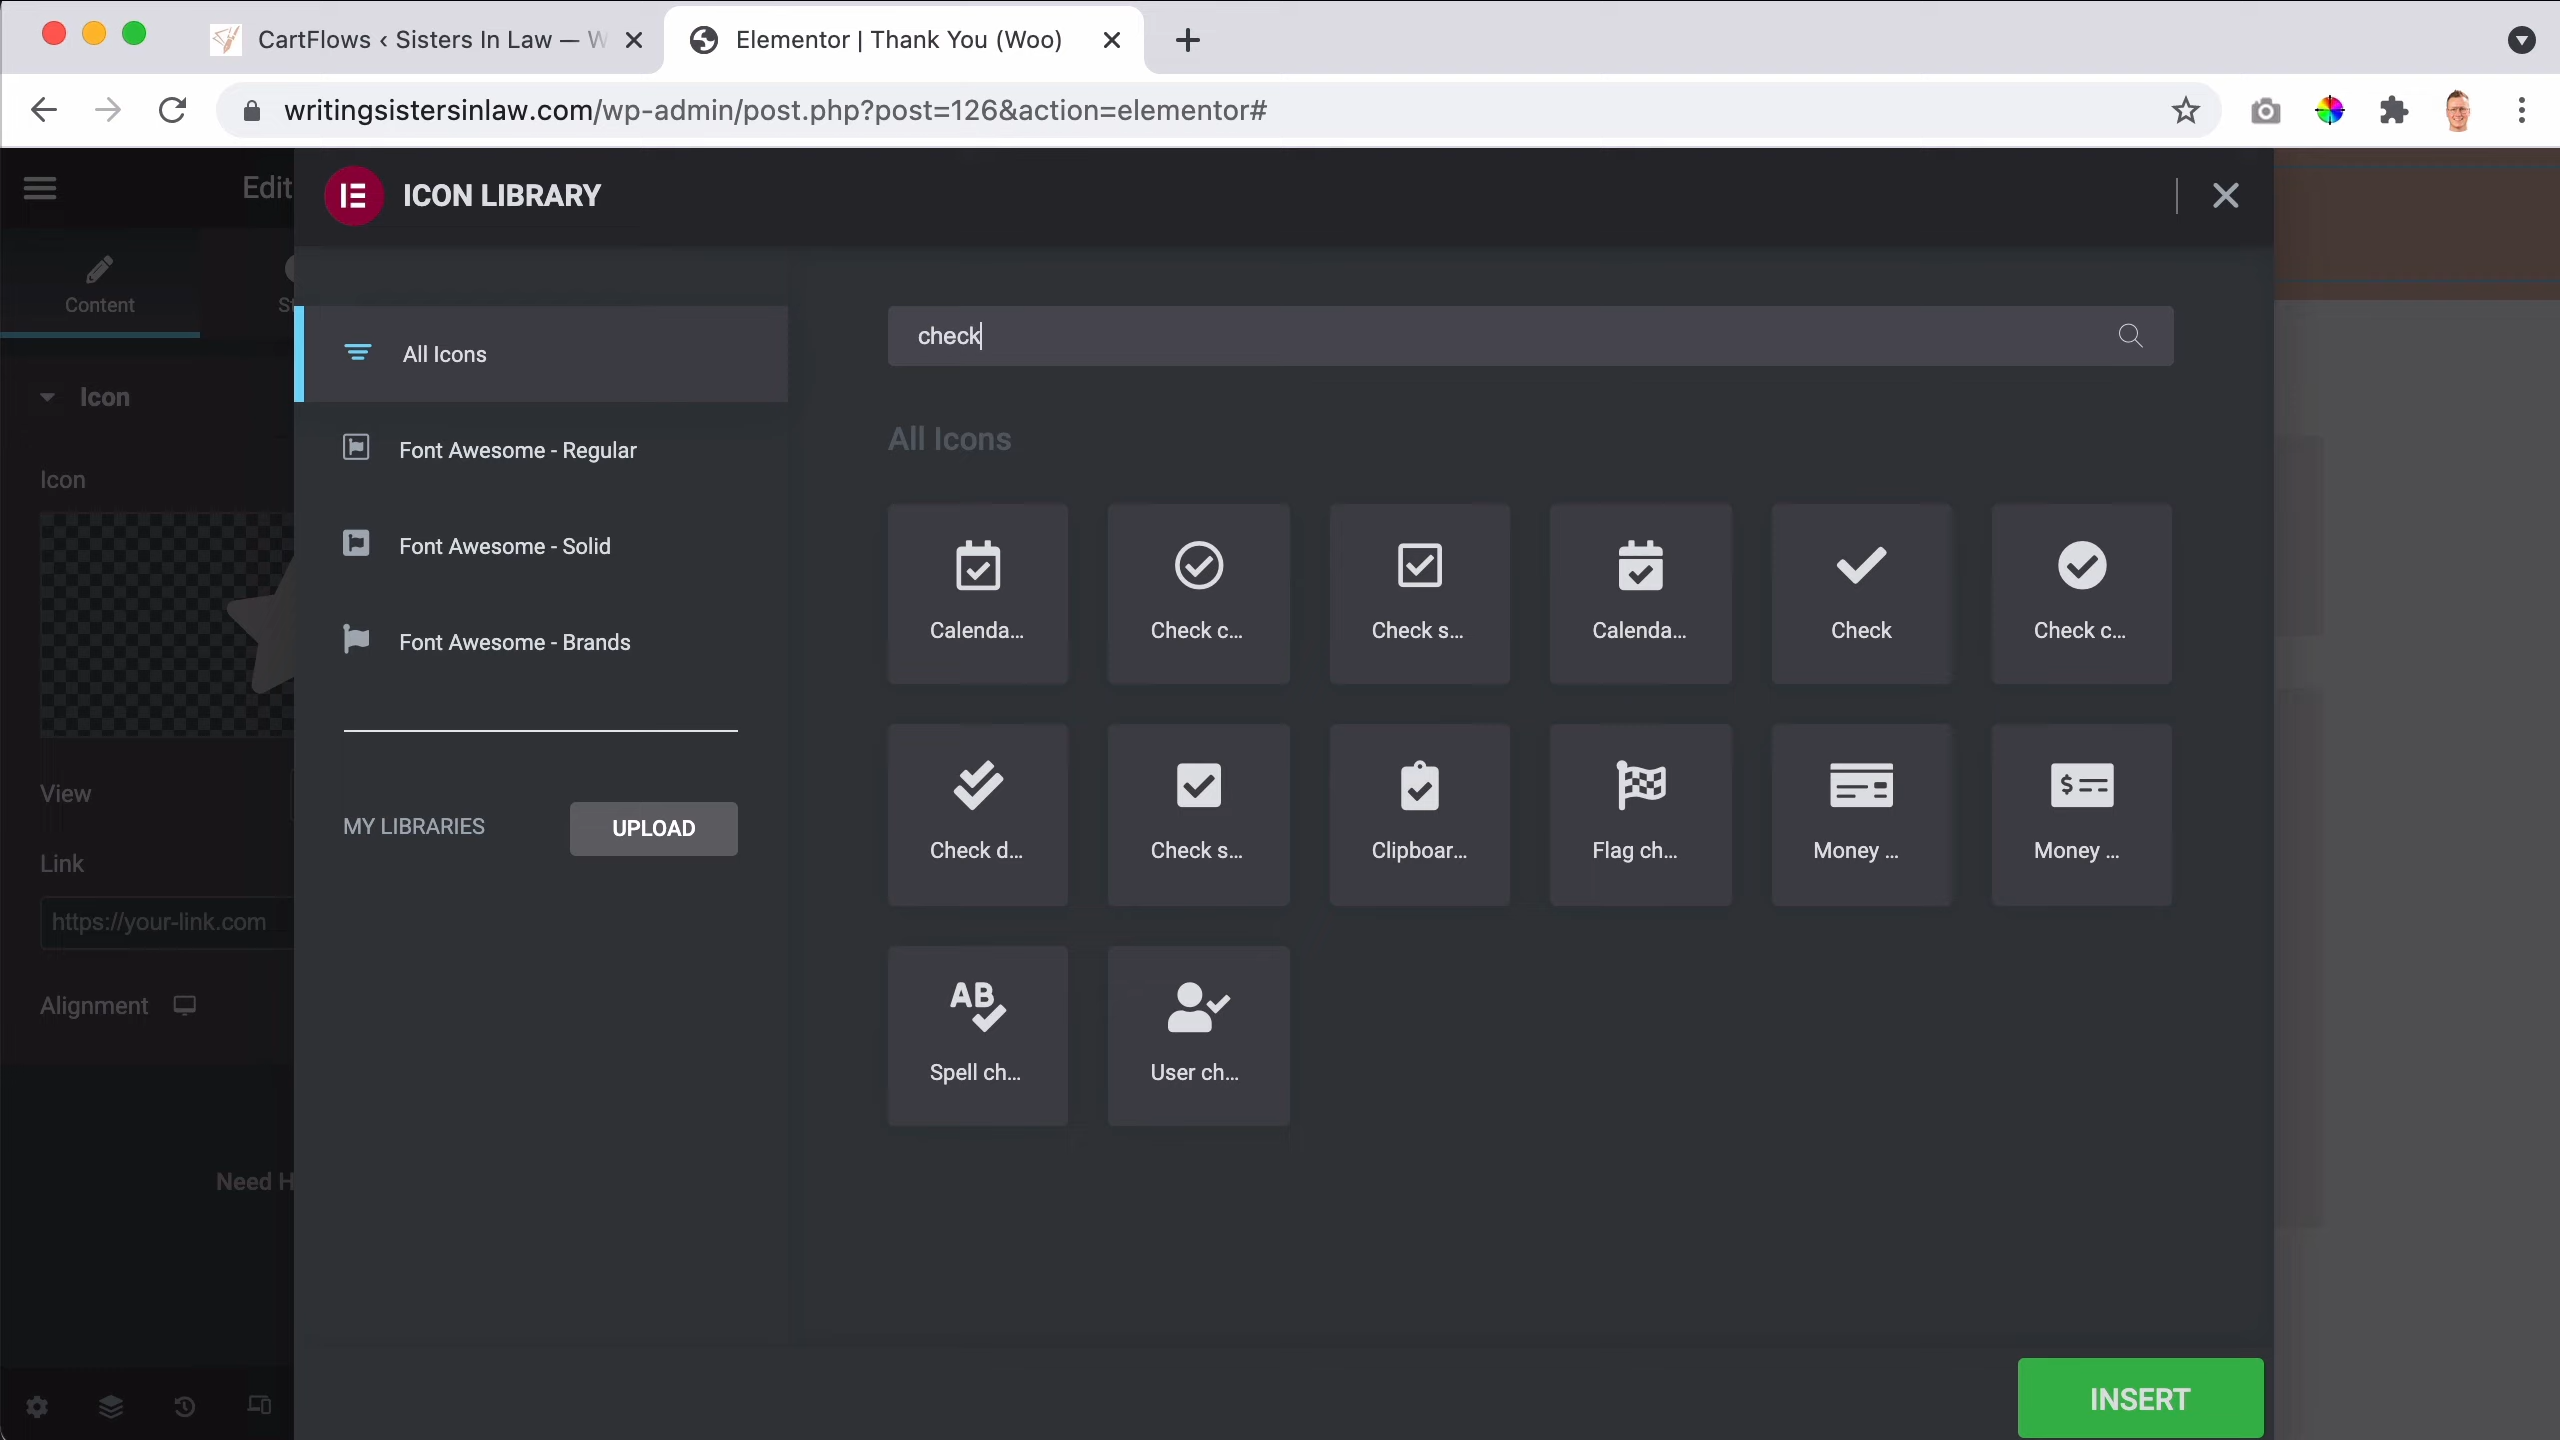 CartFlows ‹ Sisters In Law — W
Elementor | Thank You (Woo)
writingsistersinlaw.com/wp-admin/post.php?post=126&action=elementor#
Edit
ICON LIBRARY
Content
St
check
All Icons
Icon
All Icons
Font Awesome - Regular
Icon
Font Awesome - Solid
Calenda...
Check c...
Check s...
Calenda...
Check
Check c...
Font Awesome - Brands
View
MY LIBRARIES
UPLOAD
Check d...
Check s...
Clipboar...
Flag ch...
Money ...
Money ...
Link
https://your-link.com
Alignment
AB
Spell ch...
User ch...
Need H
INSERT